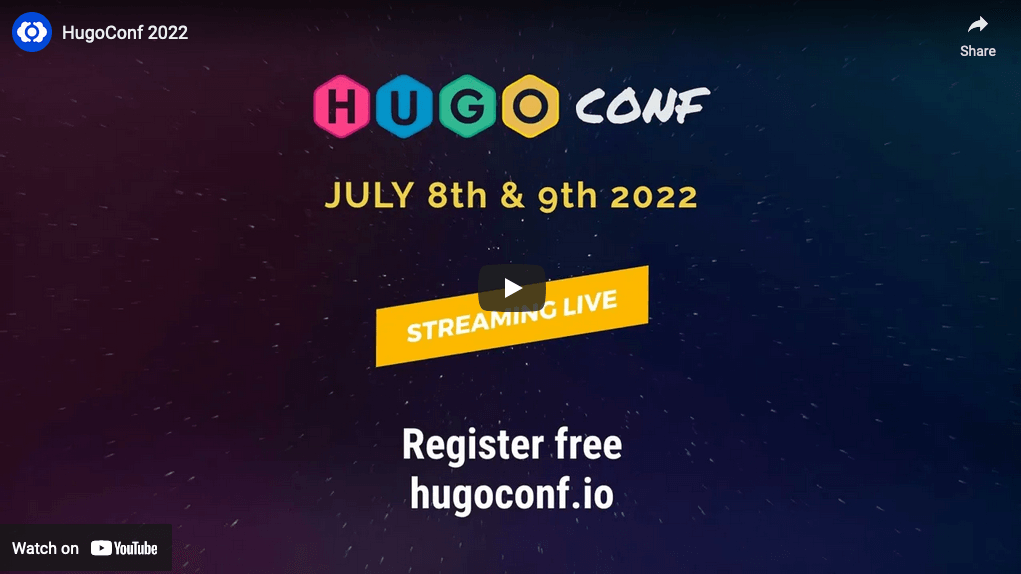 HugoConf 2022
Share
HUGO CONF
JULY 8th & 9th 2022
STREAMING LIVE
Register free
hugoconf.io
Watch on YouTube